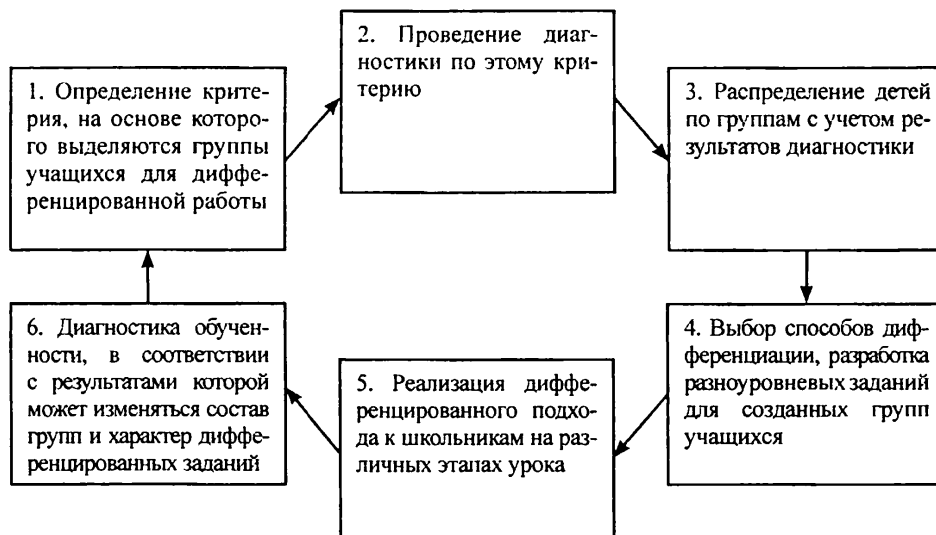 1. Определение крите-
рия, на основе которо-
го выделяются группы
учащихся для диффе-
ренцированной работы
2. Проведение диаг-
ностики по этому кри-
терию
3. Распределение детей
по группам с учетом ре-
зультатов диагностики
4. Выбор способов диф-
ференциации, разработка
разноуровневых заданий
для созданных групп
учащихся
5. Реализация диффе-
ренцированного подхо-
да к школьникам на раз-
личных этапах урока
6. Диагностика обучен-
ности, в соответствии
с результатами которой
может изменяться состав
групп и характер диффе-
ренцированных заданий